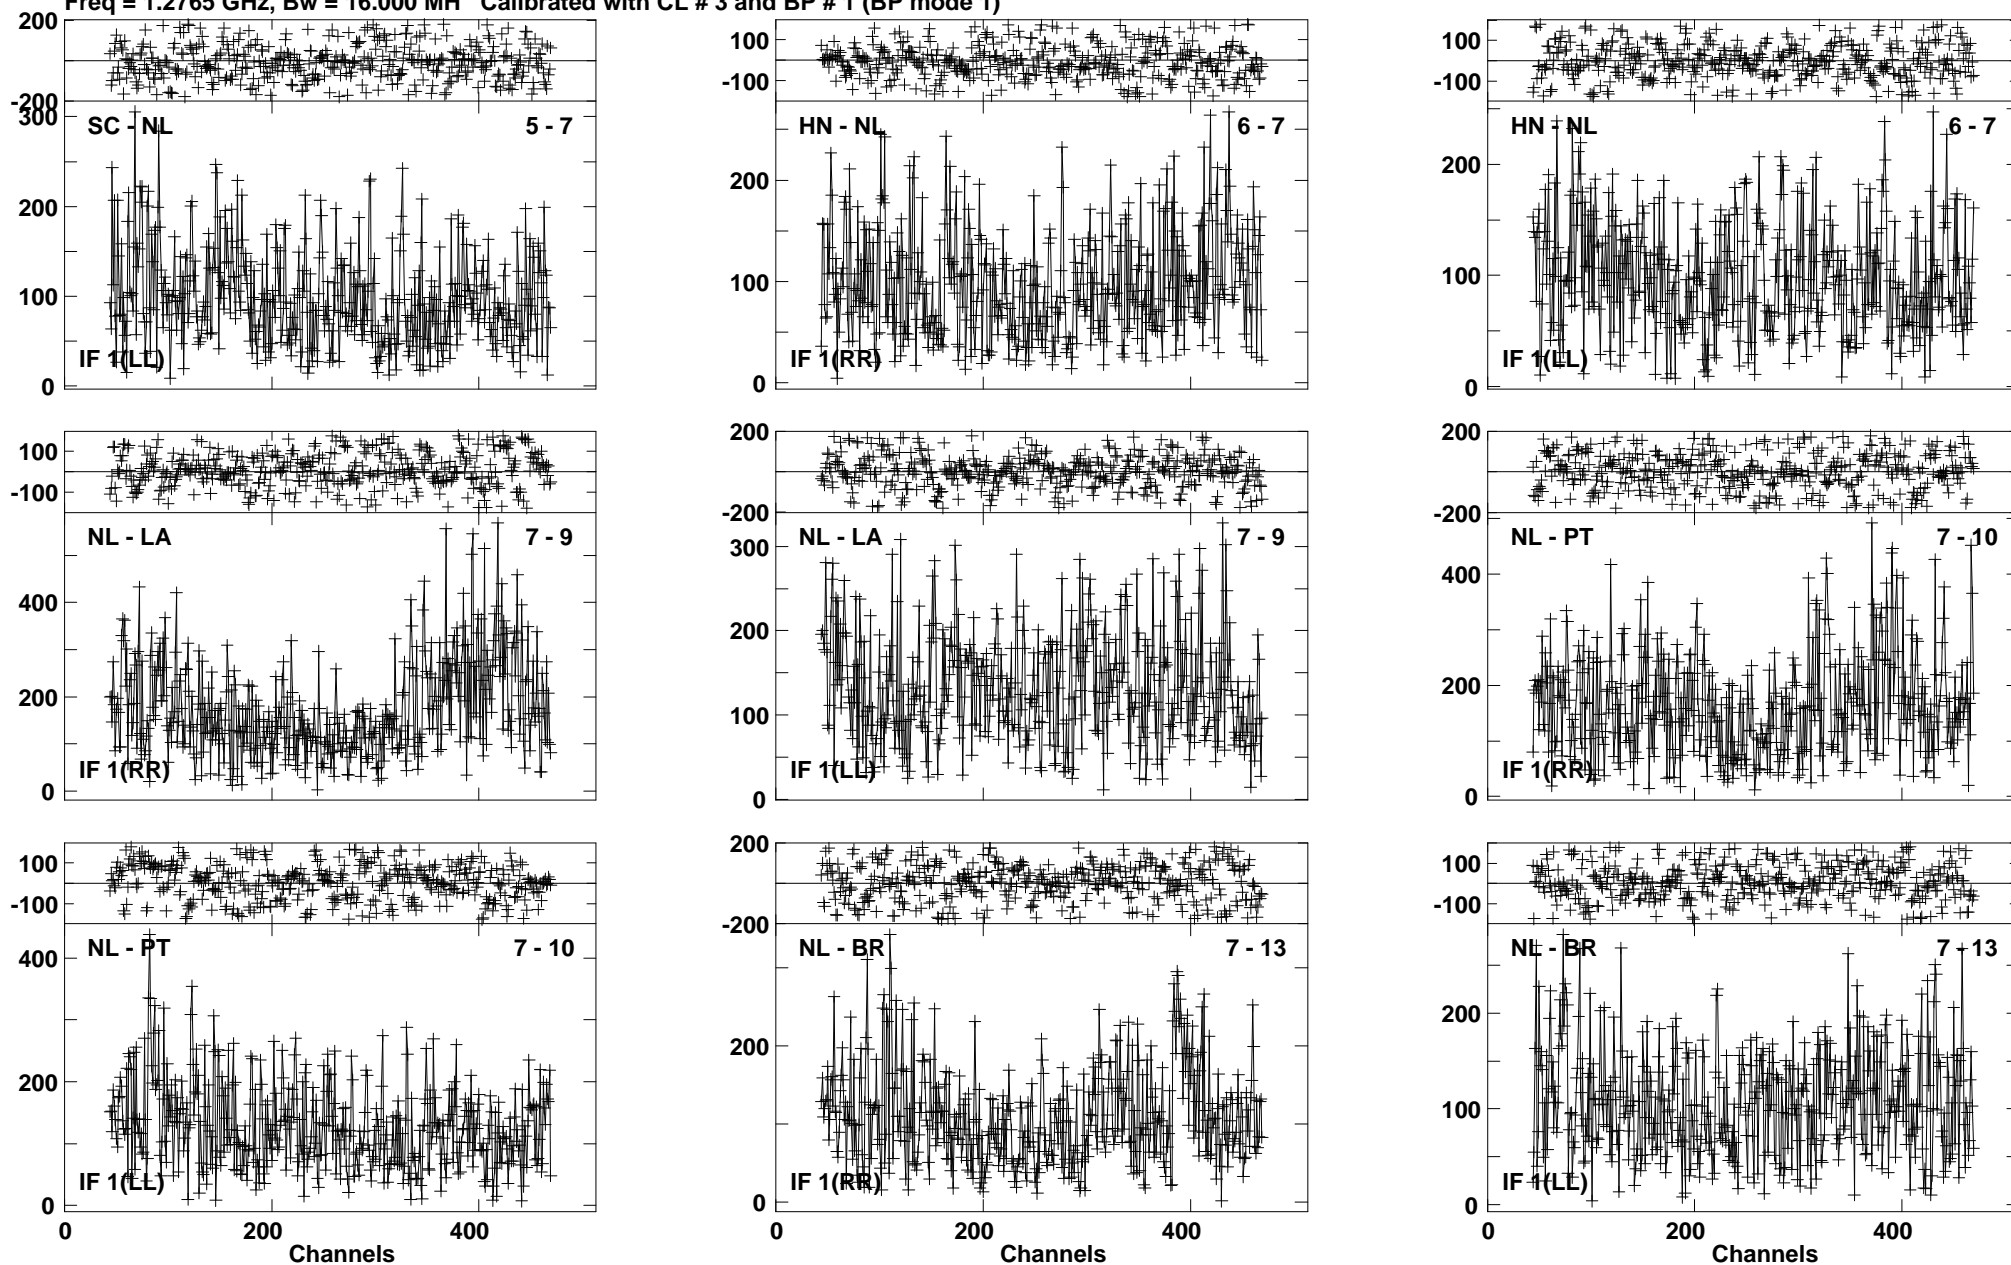 Freq = 1.2765 GHz, Bw = 16.000 MH Calibrated with CL # 3 and BP # 1 (BP mode 1)
200
-200
100
-100
100
-100
300
200
100
0
SC - NL
5 - 7
IF 1(LL)
200
100
0
HN - NL
6 - 7
IF 1(RR)
200
100
0
HN - NL
6 - 7
IF 1(LL)
100
-100
200
-200
200
-200
400
200
0
NL - LA
7 - 9
IF 1(RR)
300
200
100
0
NL - LA
7 - 9
IF 1(LL)
400
200
0
NL - PT
7 - 10
IF 1(RR)
100
-100
200
-200
100
-100
400
200
0
NL - PT
7 - 10
IF 1(LL)
200
0
NL - BR
7 - 13
IF 1(RR)
200
100
0
NL - BR
7 - 13
IF 1(LL)
0 200 400
Channels
0 200 400
Channels
0 200 400
Channels